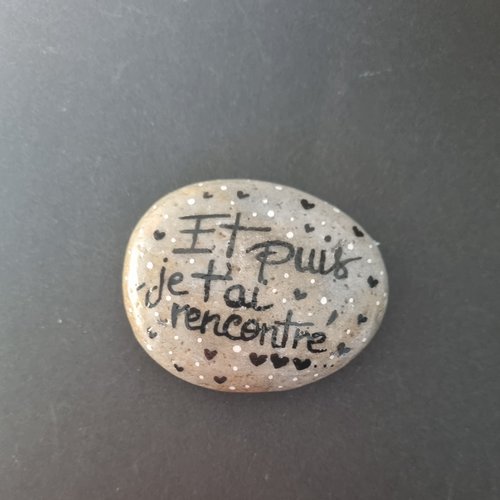 Et puis
je t'ai
rencontré
...